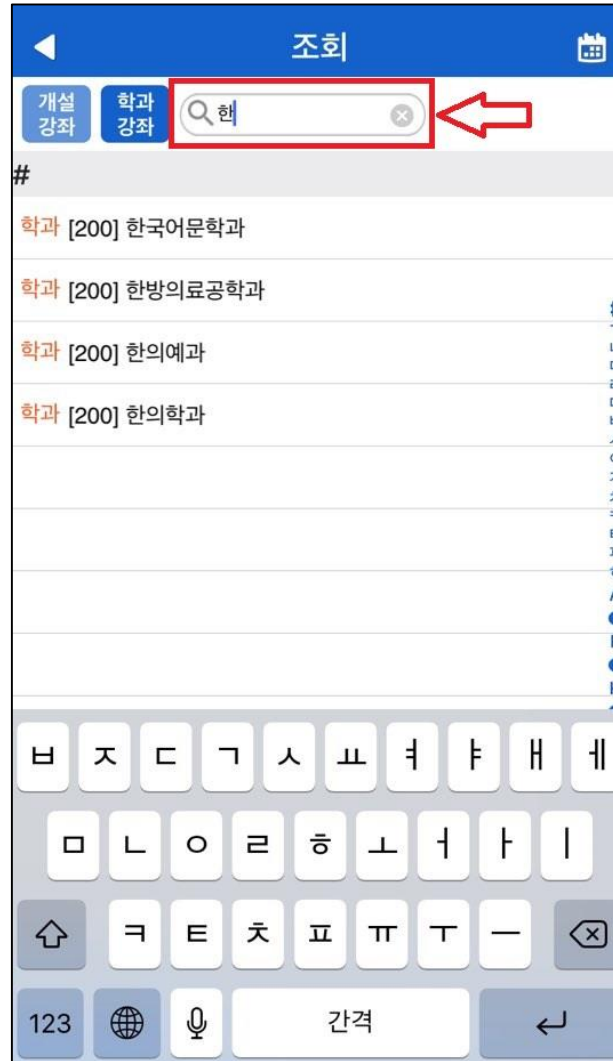 조회
개설 학과
강좌 강좌
한
#
학과 [200] 한국어문학과
학과 [200] 한방의료공학과
학과 [200] 한의예과
학과 [200] 한의학과
ㅂ ㅈ ㄷ ㄱ ㅅ ㅛ ㅕ ㅑ ㅐ ㅔ
ㅁ ㄴ ㅇ ㄹ ㅎ ㅗ ㅓ ㅏ ㅣ
ㅋ ㅌ ㅊ ㅍ ㅠ ㅜ ㅡ
123 간격